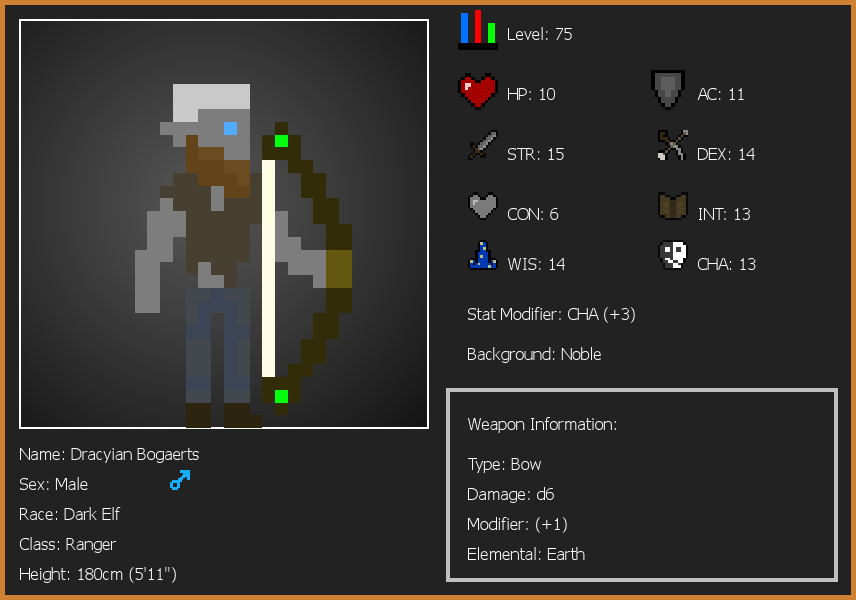 Level: 75
HP: 10
AC: 11
STR: 15
DEX: 14
CON: 6
INT: 13
WIS: 14
CHA: 13
Stat Modifier: CHA (+3)
Background: Noble
Name: Dracyian Bogaerts
Sex: Male
Race: Dark Elf
Class: Ranger
Height: 180cm (5'11")
Weapon Information:
Type: Bow
Damage: d6
Modifier: (+1)
Elemental: Earth